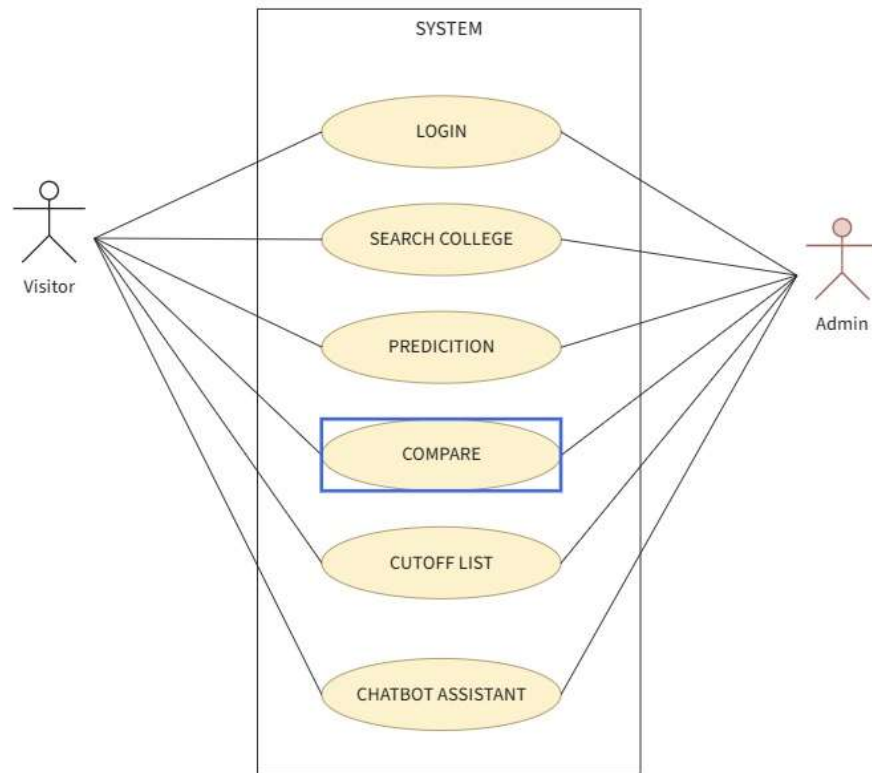 SYSTEM
LOGIN
SEARCH COLLEGE
Visitor
Admin
PREDICITION
COMPARE
CUTOFF LIST
CHATBOT ASSISTANT